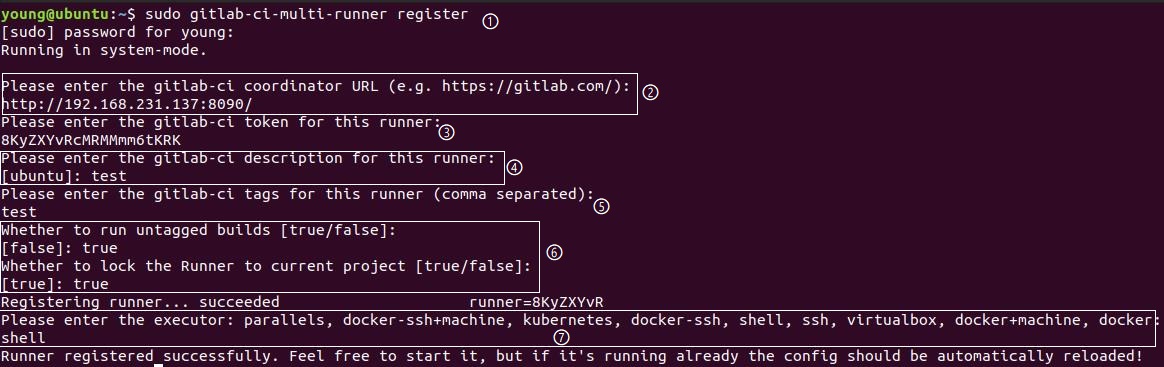 young@ubuntu:~$ sudo gitlab-ci-multi-runner register ①
[sudo] password for young:
Running in system-mode.
Please enter the gitlab-ci coordinator URL (e.g. https://gitlab.com/): ②
http://192.168.231.137:8090/
Please enter the gitlab-ci token for this runner: ③
8KyZXYvRcMRMMmm6tKRK
Please enter the gitlab-ci description for this runner: ④
[ubuntu]: test
Please enter the gitlab-ci tags for this runner (comma separated): ⑤
test
Whether to run untagged builds [true/false]:
[false]: true ⑥
Whether to lock the Runner to current project [true/false]:
[true]: true
Registering runner... succeeded runner=8KyZXYvR
Please enter the executor: parallels, docker-ssh+machine, kubernetes, docker-ssh, shell, ssh, virtualbox, docker+machine, docker:
shell ⑦
Runner registered successfully. Feel free to start it, but if it's running already the config should be automatically reloaded!